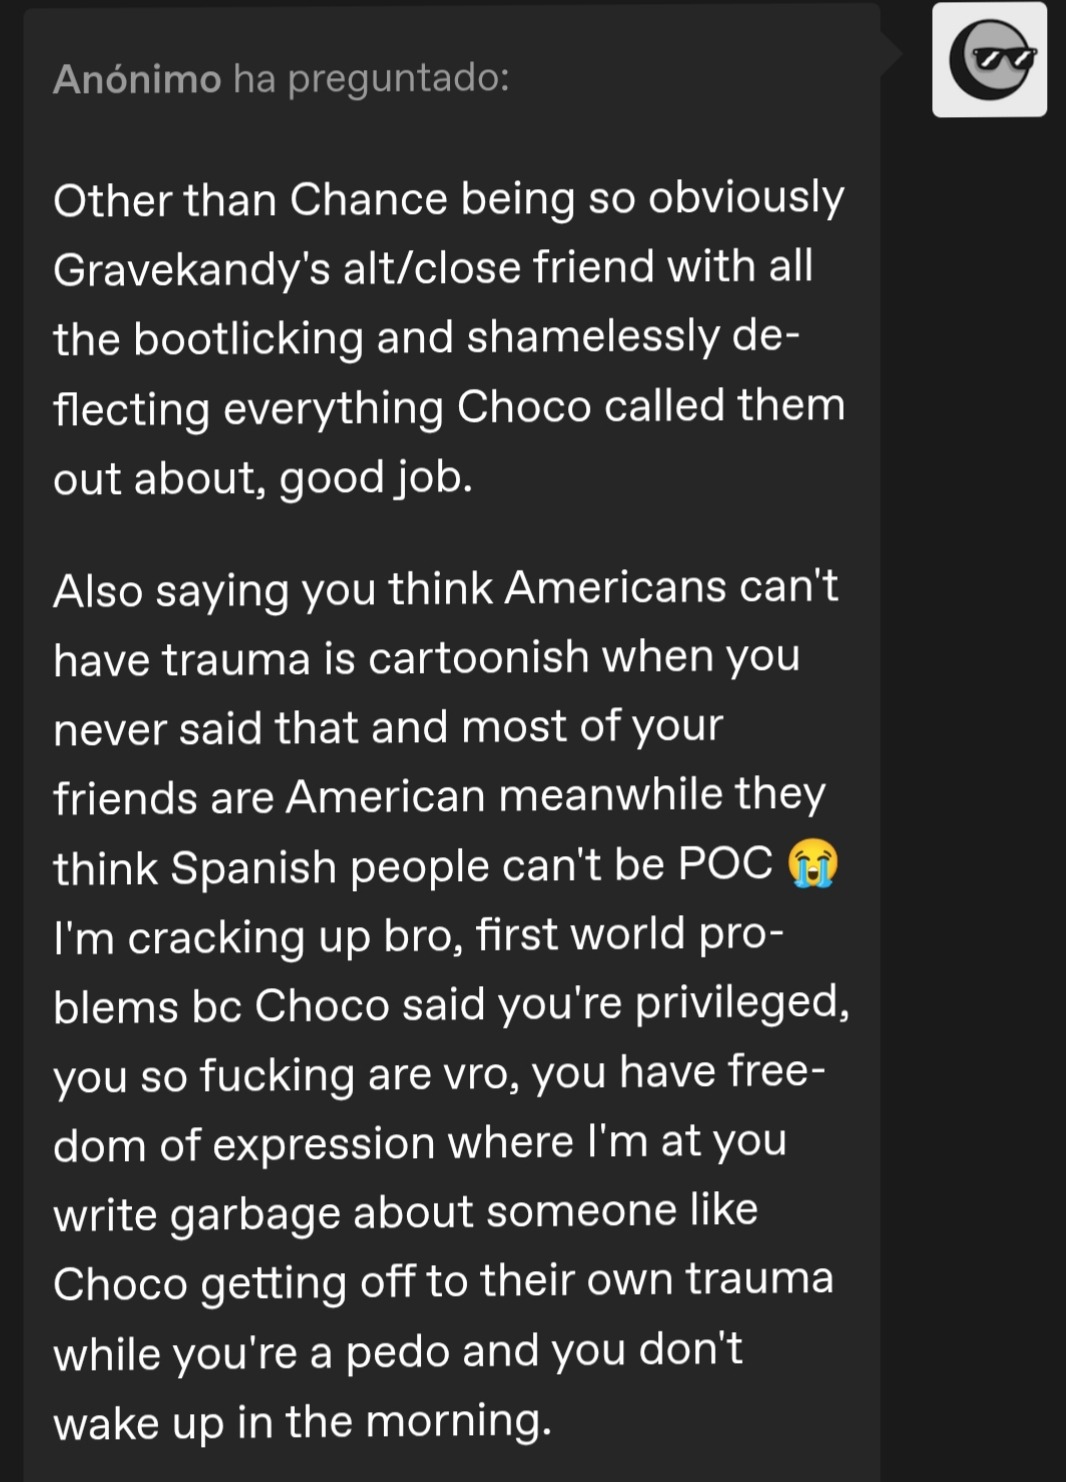 Anónimo ha preguntado:
Other than Chance being so obviously
Gravekandy's alt/close friend with all
the bootlicking and shamelessly de-
flecting everything Choco called them
out about, good job.
Also saying you think Americans can't
have trauma is cartoonish when you
never said that and most of your
friends are American meanwhile they
think Spanish people can't be POC 😭
I'm cracking up bro, first world pro-
blems bc Choco said you're privileged,
you so fucking are vro, you have free-
dom of expression where I'm at you
write garbage about someone like
Choco getting off to their own trauma
while you're a pedo and you don't
wake up in the morning.